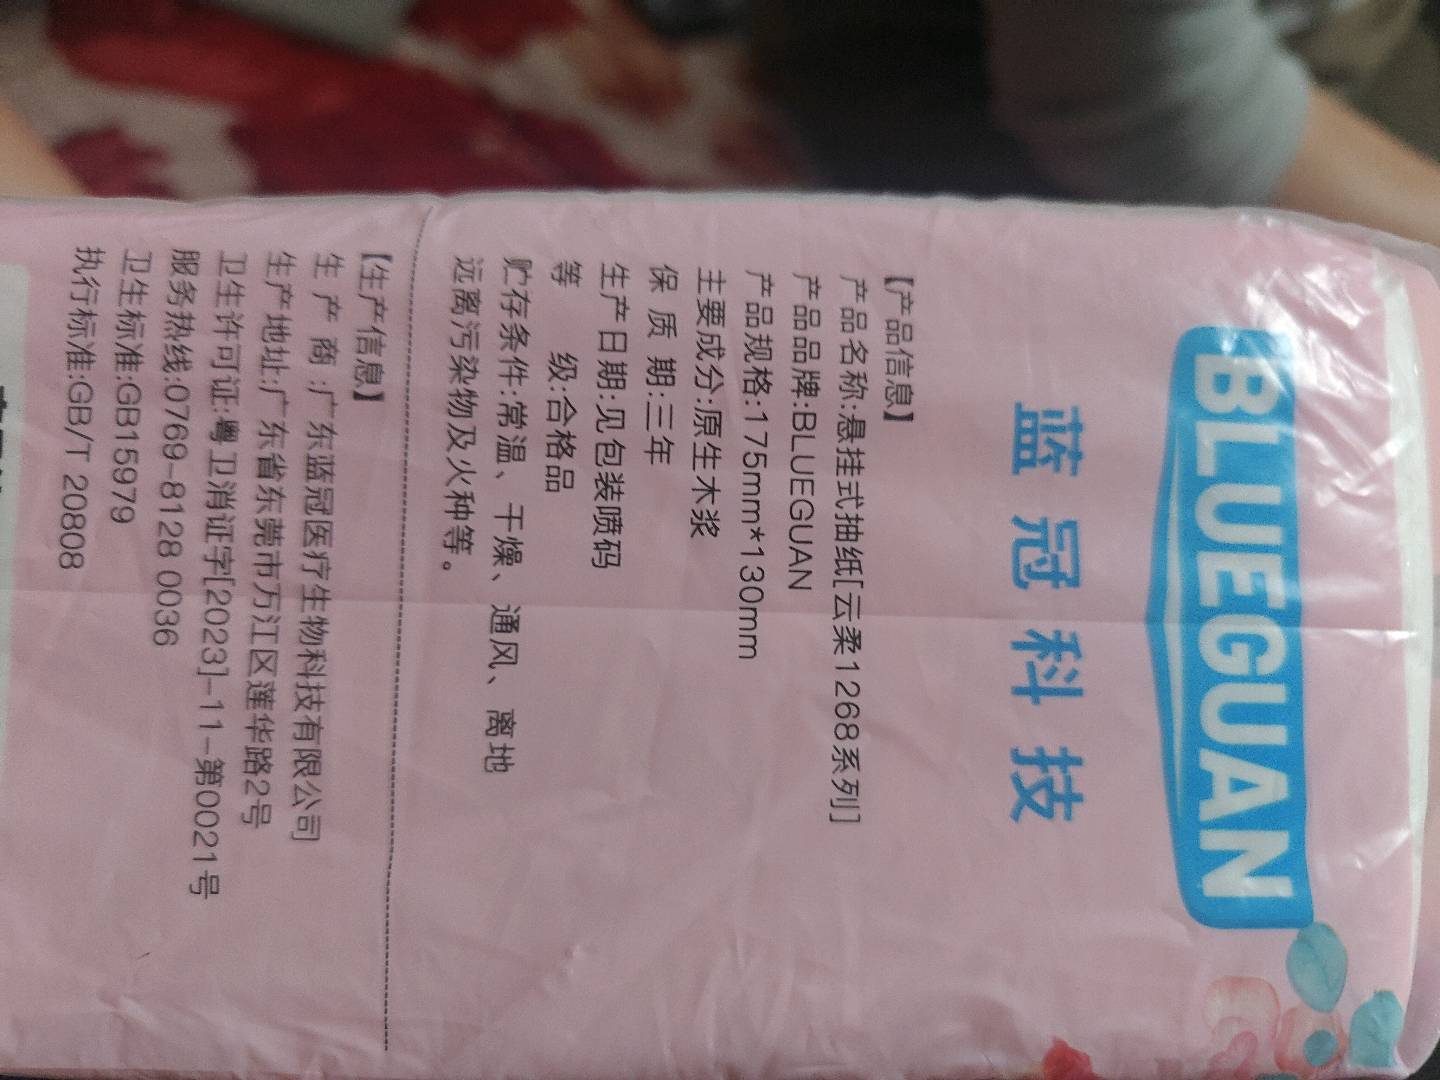 BLUEGUAN
蓝冠科技
【产品信息】
产品名称:悬挂式抽纸[云柔1268系列]
产品品牌:BLUEGUAN
产品规格:175mm*130mm
主要成分:原生木浆
保 质 期:三年
生产日期:见包装喷码
等 级:合格品
贮存条件:常温、干燥、通风、离地
远离污染物及火种等。
【生产信息】
生 产 商 :广东蓝冠医疗生物科技有限公司
生产地址:广东省东莞市万江区莲华路2号
卫生许可证:粤卫消证字[2023]-11-第0021号
服务热线:0769-8128 0036
卫生标准:GB15979
执行标准:GB/T 20808